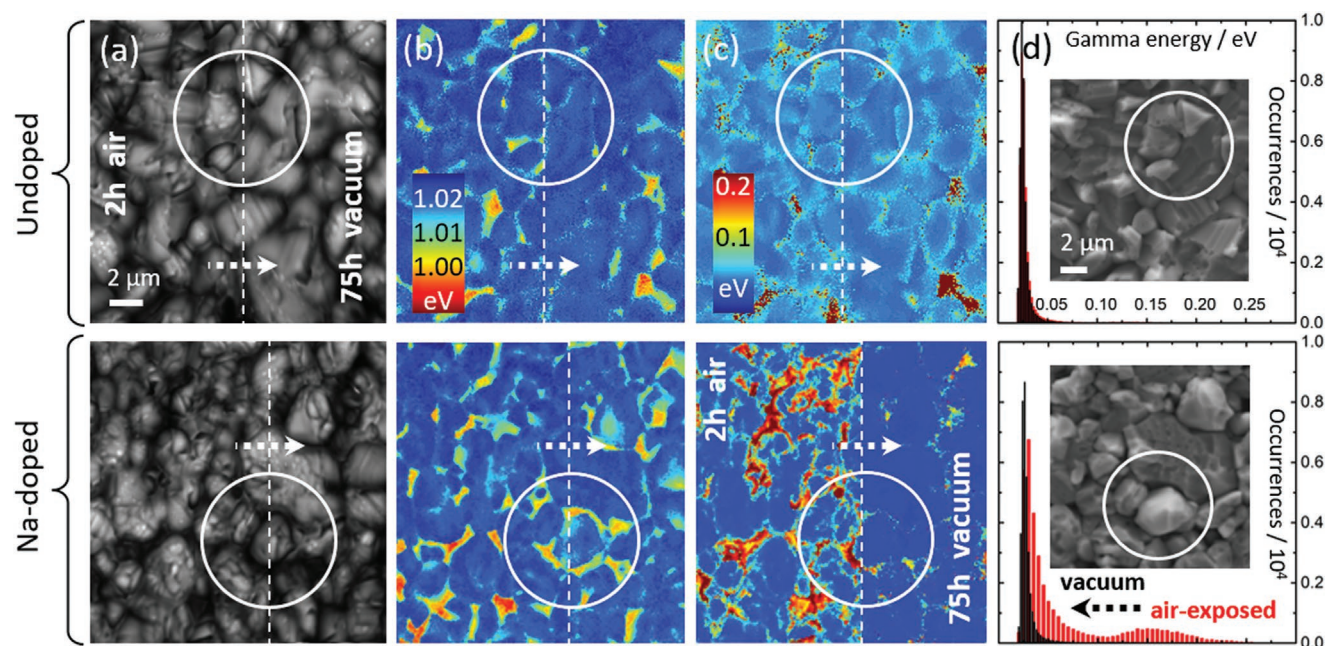 Undoped
(a)
2h air
75h vacuum
2 µm
(b)
1.02
1.01
1.00
eV
(c)
0.2
0.1
eV
(d)
Gamma energy / eV
2 µm
0.05 0.10 0.15 0.20 0.25
1.0
0.8
0.6
0.4
0.2
0.0
Occurrences / 10⁴
Na-doped
2h air
75h vacuum
vacuum
air-exposed
1.0
0.8
0.6
0.4
0.2
0.0
Occurrences / 10⁴